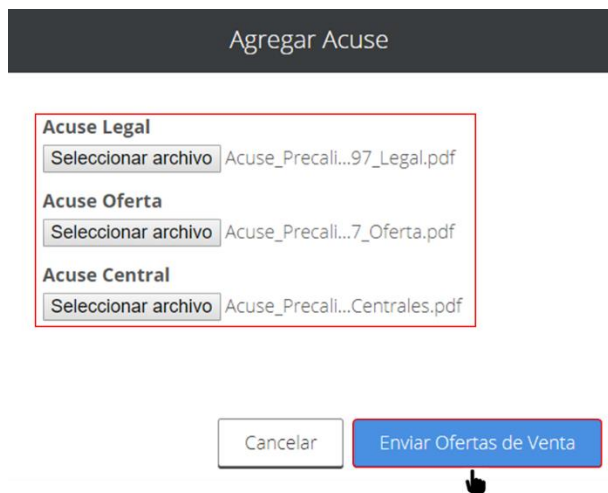 Agregar Acuse
Acuse Legal
Seleccionar archivo Acuse_Precali...97_Legal.pdf
Acuse Oferta
Seleccionar archivo Acuse_Precali...7_Oferta.pdf
Acuse Central
Seleccionar archivo Acuse_Precali...Centrales.pdf
Cancelar Enviar Ofertas de Venta